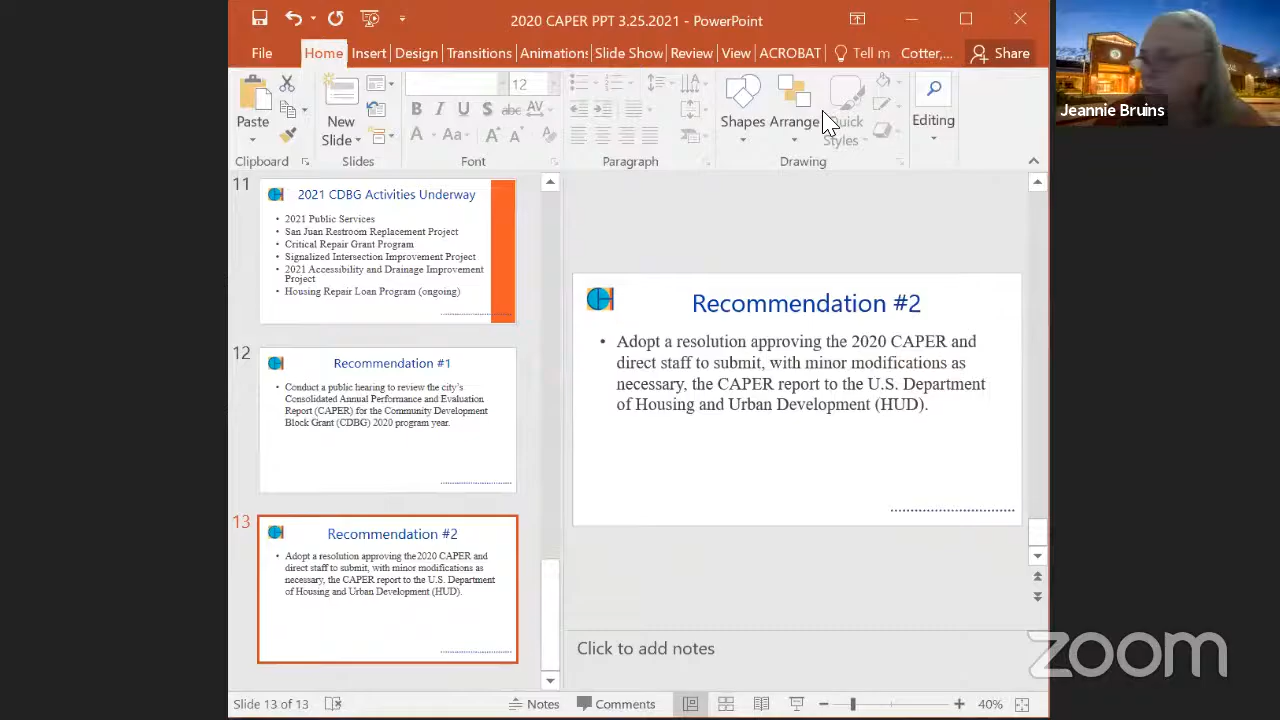 2020 CAPER PPT 3.25.2021 - PowerPoint
File Home Insert Design Transitions Animations Slide Show Review View ACROBAT Tell m Cotter,... Share
12
Paste New Slide Shapes Arrange Quick Styles Editing
Clipboard Slides Font Paragraph Drawing
Jeannie Bruins
11
2021 CDBG Activities Underway
• 2021 Public Services
• San Juan Restroom Replacement Project
• Critical Repair Grant Program
• Signalized Intersection Improvement Project
• 2021 Accessibility and Drainage Improvement
Project
• Housing Repair Loan Program (ongoing)
12
Recommendation #1
• Conduct a public hearing to review the city's
Consolidated Annual Performance and Evaluation
Report (CAPER) for the Community Development
Block Grant (CDBG) 2020 program year.
13
Recommendation #2
• Adopt a resolution approving the 2020 CAPER and
direct staff to submit, with minor modifications as
necessary, the CAPER report to the U.S. Department
of Housing and Urban Development (HUD).
Recommendation #2
• Adopt a resolution approving the 2020 CAPER and
direct staff to submit, with minor modifications as
necessary, the CAPER report to the U.S. Department
of Housing and Urban Development (HUD).
Click to add notes
zoom
Slide 13 of 13 Notes Comments 40%